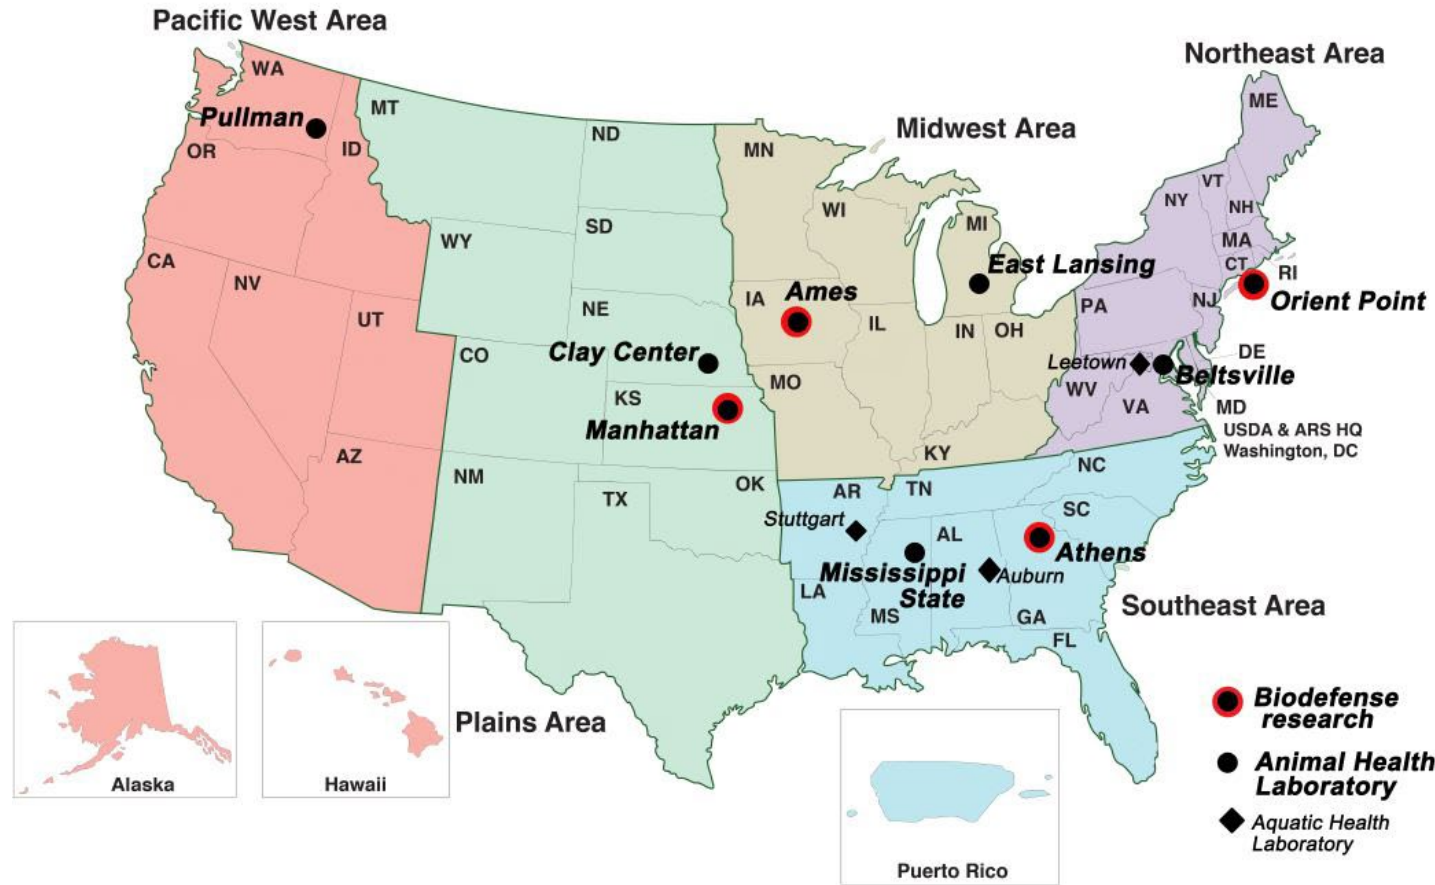 Pacific West Area
Northeast Area
Midwest Area
WA
Pullman
OR
ID
MT
ND
MN
ME
VT
NY
NH
WI
MI
MA
CT
RI
SD
WY
CA
NV
UT
East Lansing
Ames
IA
Orient Point
NE
IL
IN
OH
PA
NJ
CO
Clay Center
Leetown
DE
Beltsville
KS
MO
WV
VA
MD
Manhattan
USDA & ARS HQ
Washington, DC
AZ
NM
KY
NC
OK
TX
AR
TN
SC
Stuttgart
AL
Athens
Mississippi
State
Auburn
LA
MS
GA
FL
Southeast Area
Plains Area
Alaska
Hawaii
Puerto Rico
Biodefense
research
Animal Health
Laboratory
Aquatic Health
Laboratory